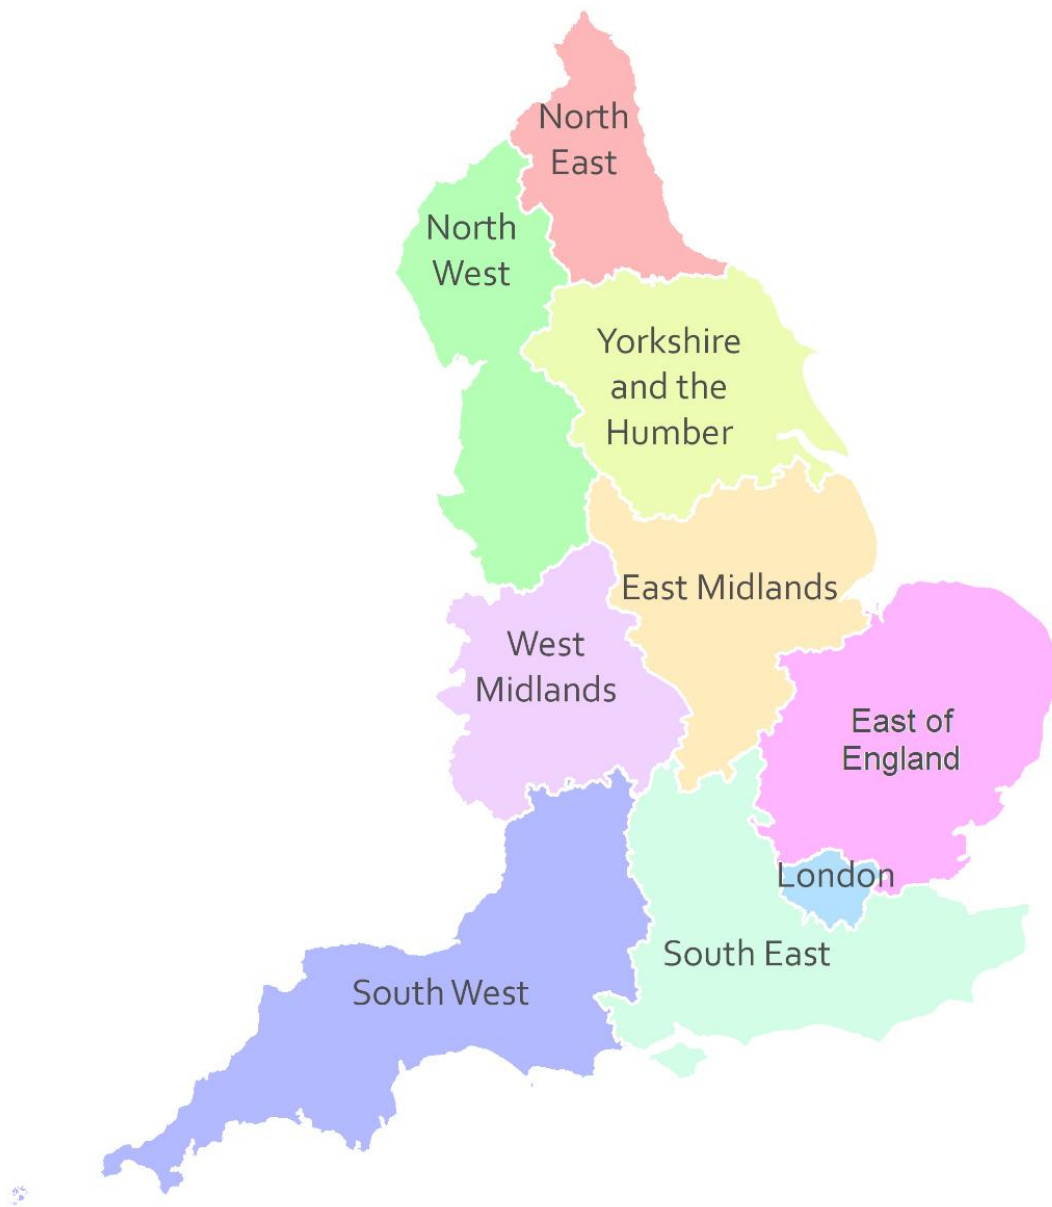 North
East
North
West
Yorkshire
and the
Humber
East Midlands
West
Midlands
East of
England
London
South East
South West